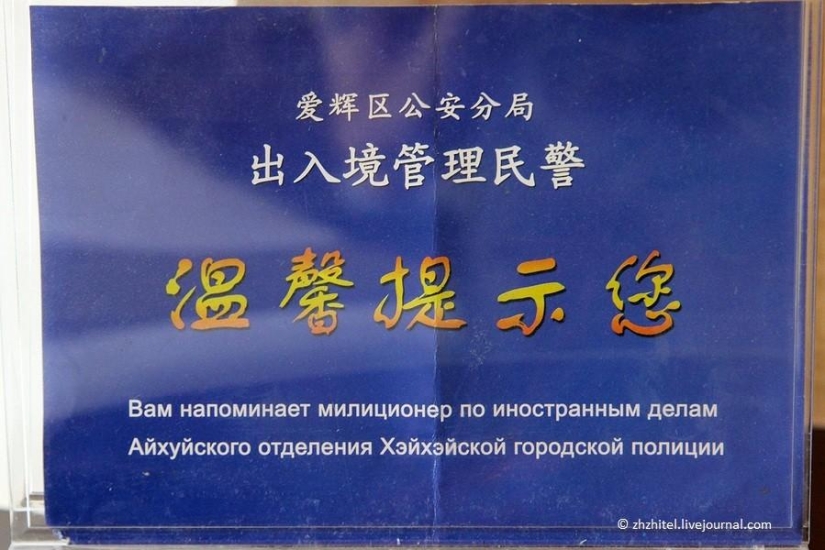 爱辉区公安分局
出入境管理民警
温馨提示您
Вам напоминает милиционер по иностранным делам
Айхуйского отделения Хэйхэйской городской полиции
© zhzhitel.livejournal.com